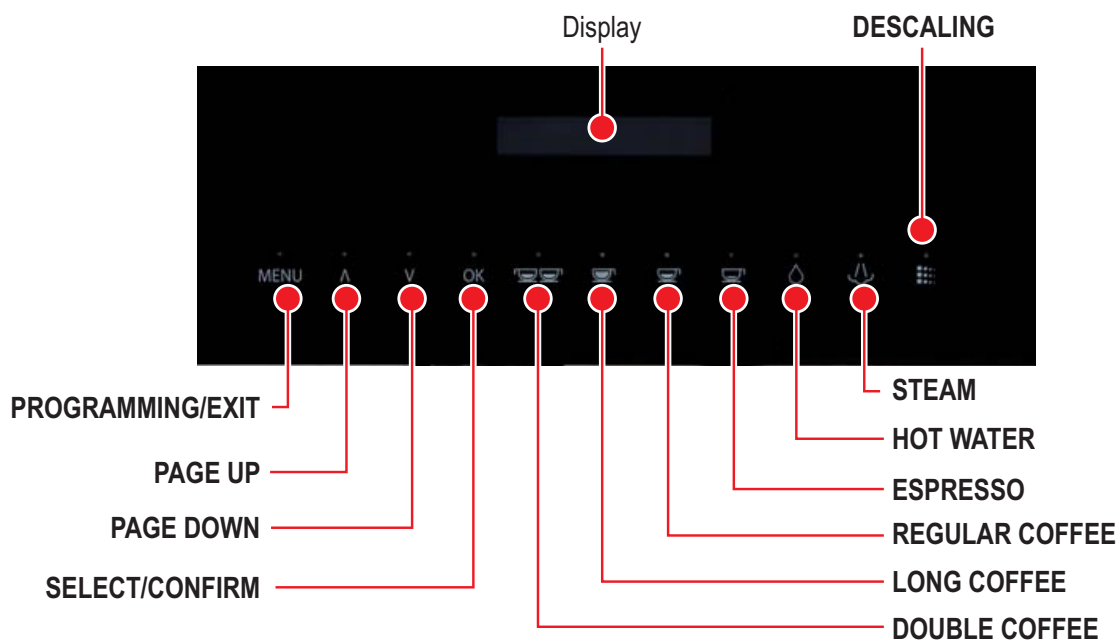 Display
DESCALING
MENU
OK
PROGRAMMING/EXIT
STEAM
HOT WATER
PAGE UP
ESPRESSO
PAGE DOWN
REGULAR COFFEE
SELECT/CONFIRM
LONG COFFEE
DOUBLE COFFEE